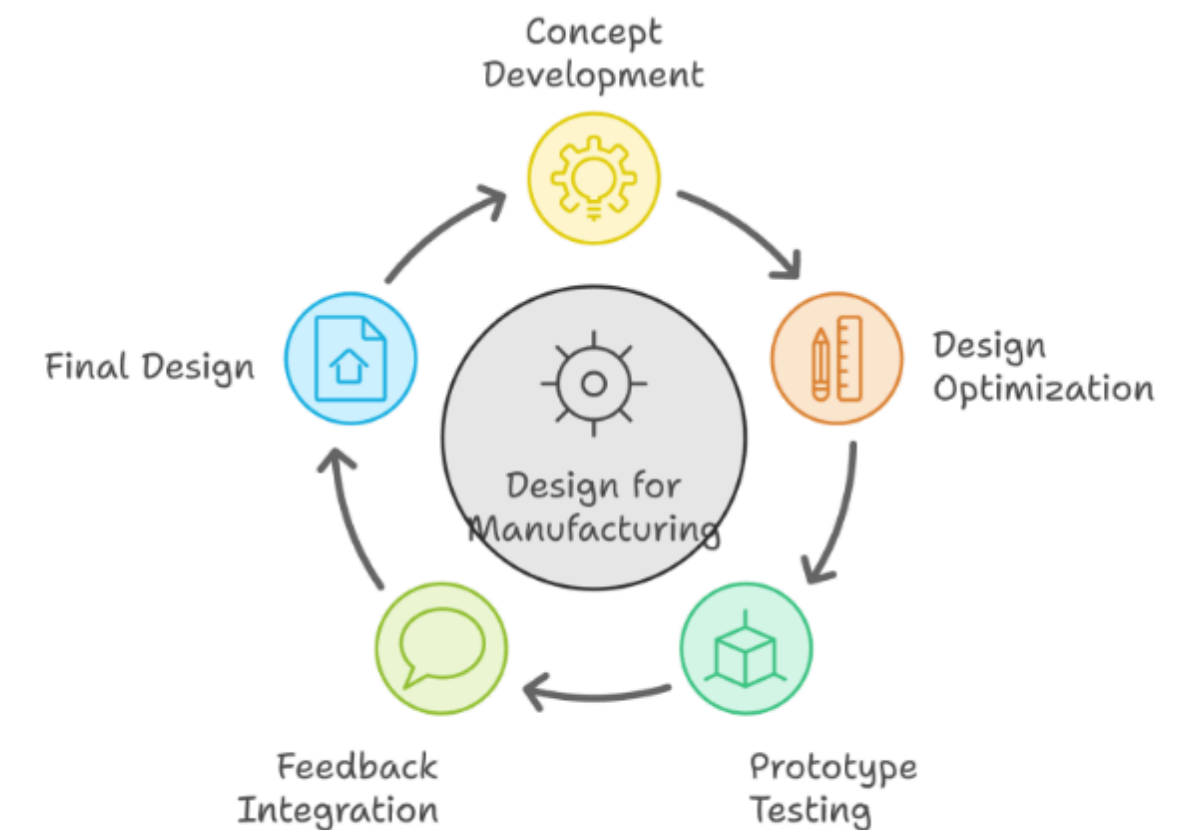 Concept
Development
Design
Optimization
Prototype
Testing
Feedback
Integration
Final Design
Design for
Manufacturing